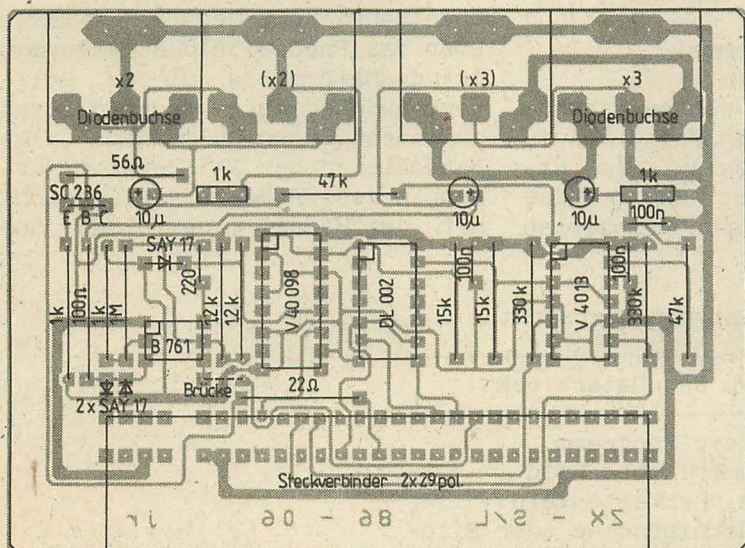 x2 (x2) (x3) x3
Diodenbuchse Diodenbuchse
56Ω 1k 47k 1k
SC 236
E B C 10µ 10µ 10µ 100n
SAY 17
1k 100Ω 1k 1M 220 12k 12k V 40 098 DL 002 15k 100n 15k 330k V 4013 100n 330k 47k
B 761
Brücke 22Ω
2x SAY 17
Steckverbinder 2x29pol.
ZX - S/L 86 - 06 jr